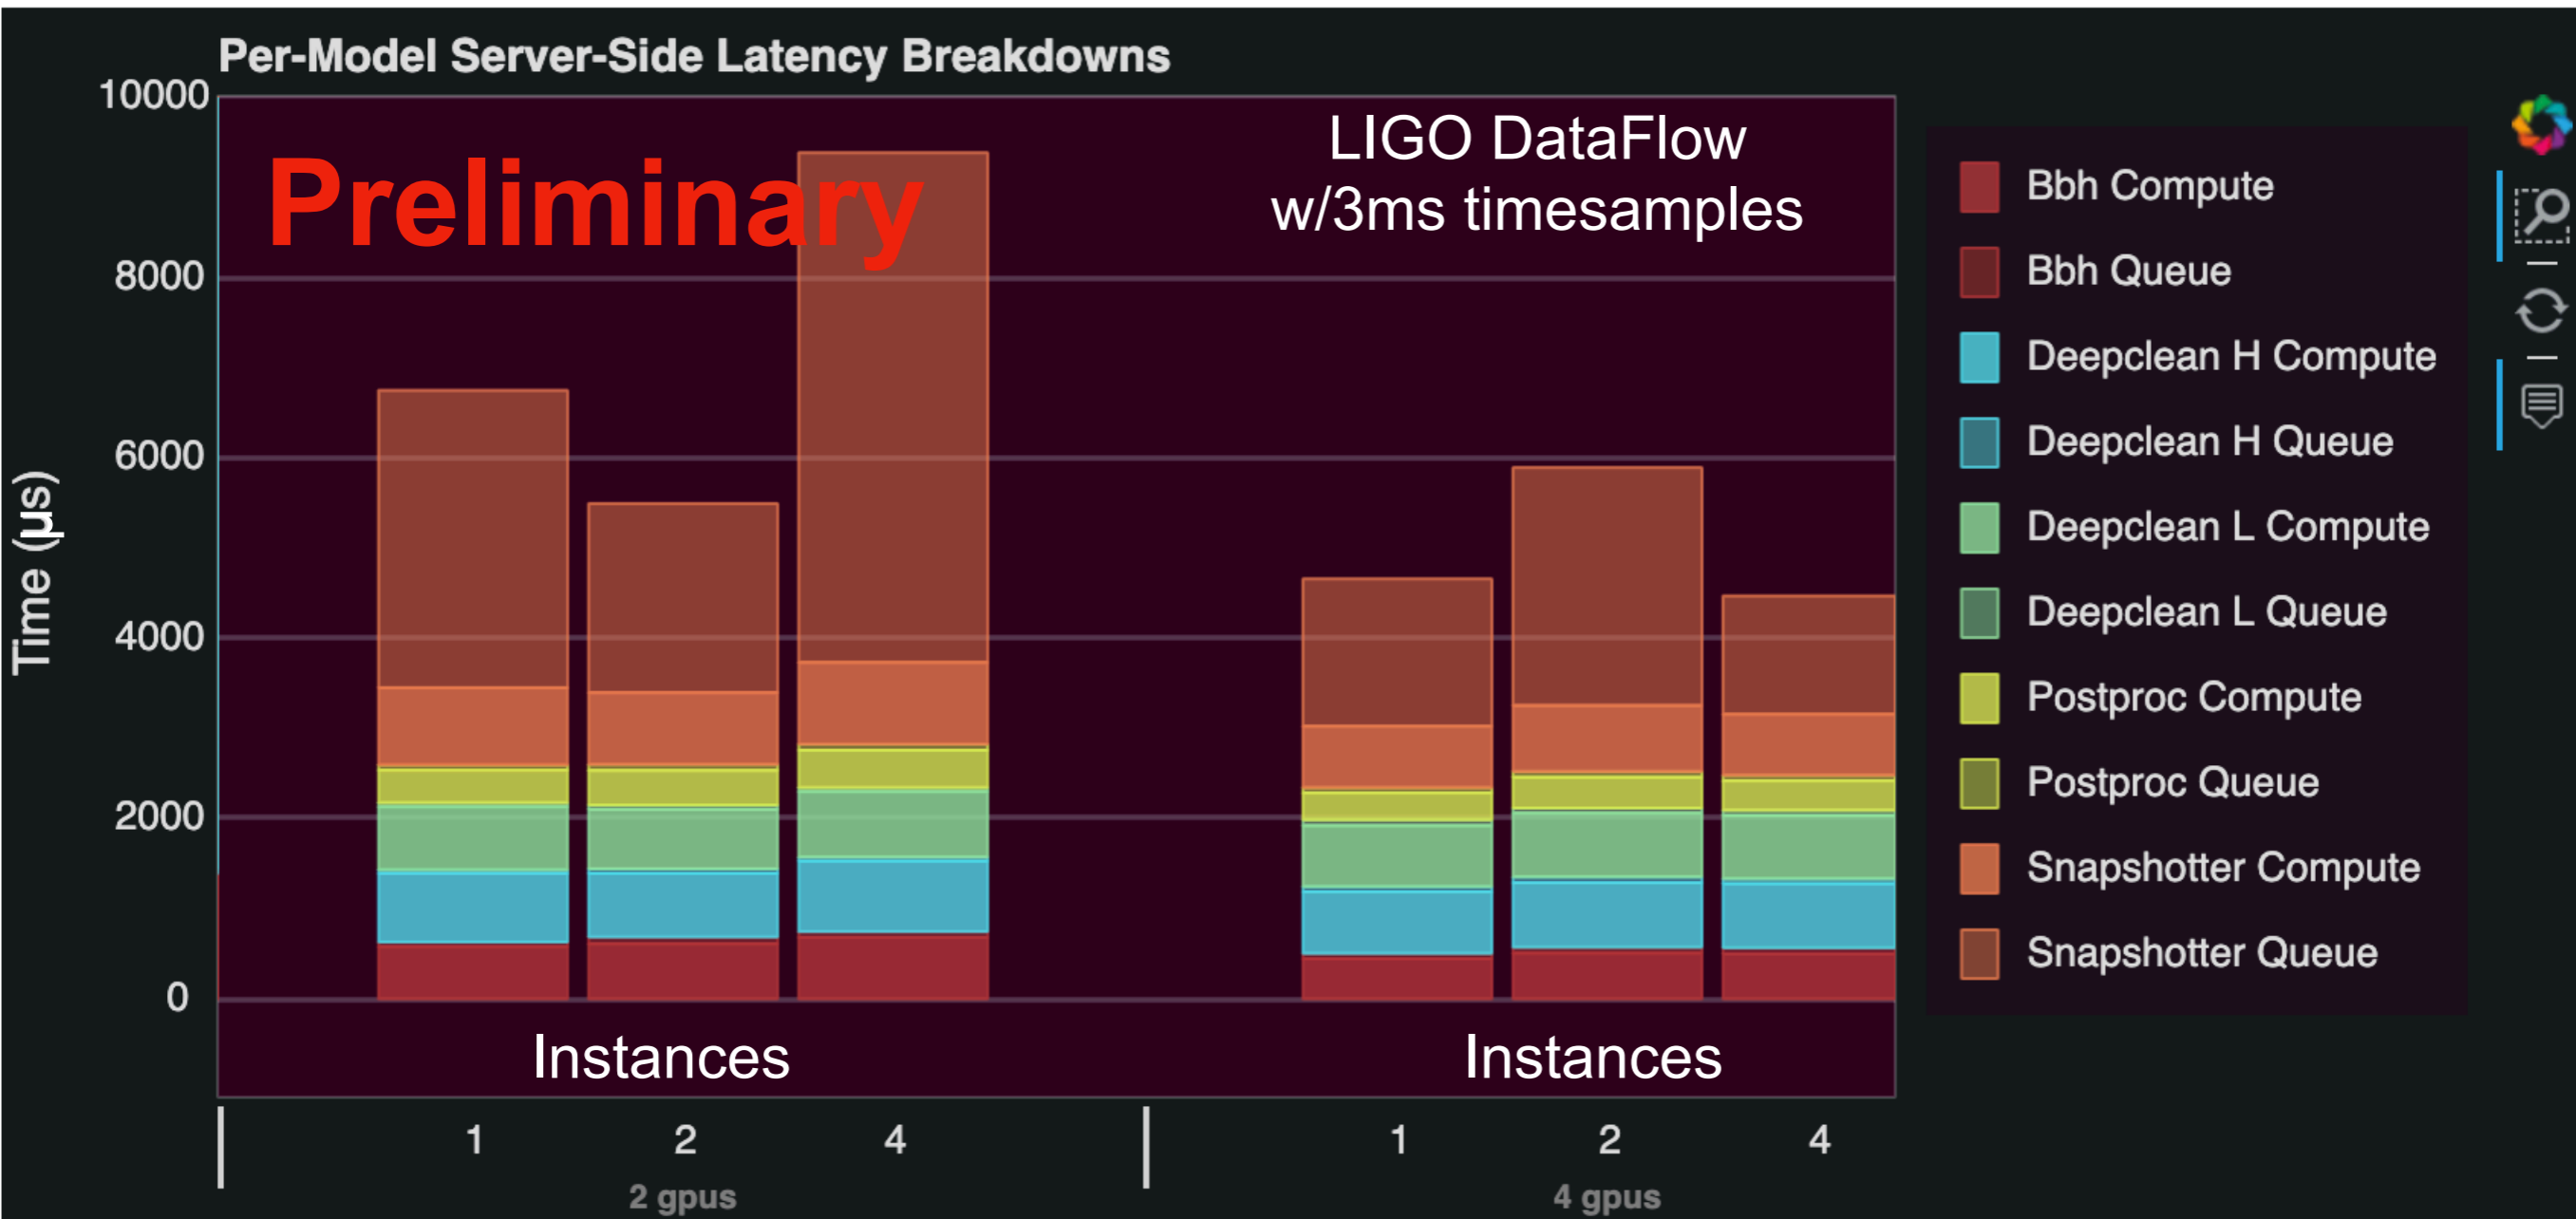 Per-Model Server-Side Latency Breakdowns
10000
8000
6000
4000
2000
0
Time (µs)
Preliminary
LIGO DataFlow
w/3ms timesamples
Instances
Instances
1 2 4
1 2 4
2 gpus
4 gpus
Bbh Compute
Bbh Queue
Deepclean H Compute
Deepclean H Queue
Deepclean L Compute
Deepclean L Queue
Postproc Compute
Postproc Queue
Snapshotter Compute
Snapshotter Queue